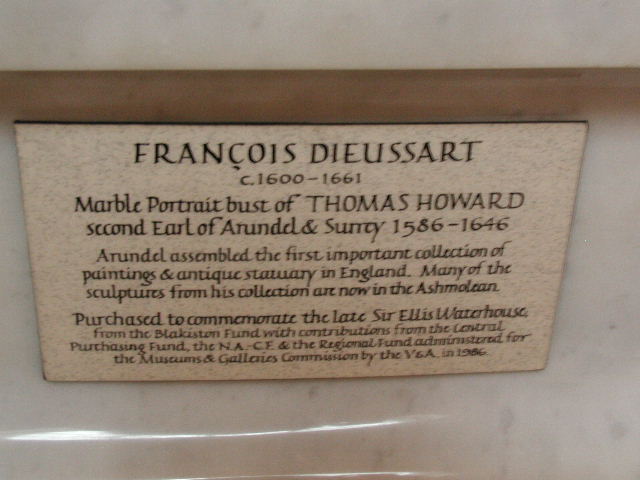 FRANÇOIS DIEUSSART
c.1600-1661
Marble Portrait bust of THOMAS HOWARD
second Earl of Arundel & Surrey 1586-1646
Arundel assembled the first important collection of
paintings & antique statuary in England. Many of the
sculptures from his collection are now in the Ashmolean.
Purchased to commemorate the late Sir Ellis Waterhouse,
from the Blakiston Fund with contributions from the Central
Purchasing Fund, the N.A.-C.F. & the Regional Fund administered for
the Museums & Galleries Commission by the V&A. in 1986.